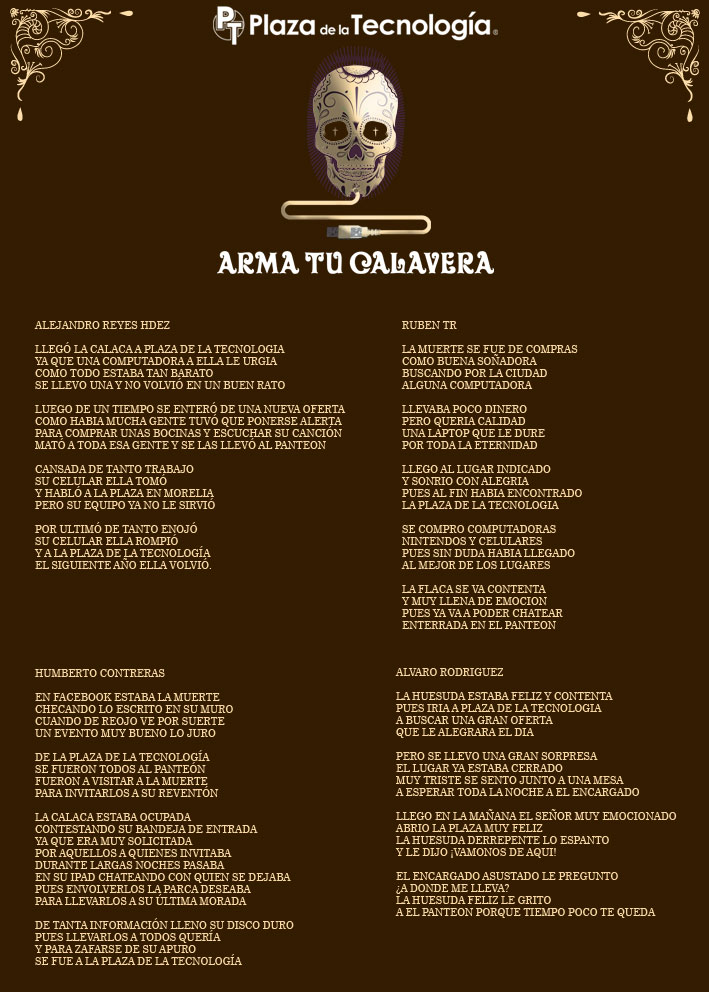 PT Plaza de la Tecnología®
ARMA TU CALAVERA
ALEJANDRO REYES HDEZ
LLEGÓ LA CALACA A PLAZA DE LA TECNOLOGIA
YA QUE UNA COMPUTADORA A ELLA LE URGIA
COMO TODO ESTABA TAN BARATO
SE LLEVO UNA Y NO VOLVIÓ EN UN BUEN RATO
LUEGO DE UN TIEMPO SE ENTERÓ DE UNA NUEVA OFERTA
COMO HABIA MUCHA GENTE TUVÓ QUE PONERSE ALERTA
PARA COMPRAR UNAS BOCINAS Y ESCUCHAR SU CANCIÓN
MATÓ A TODA ESA GENTE Y SE LAS LLEVÓ AL PANTEON
CANSADA DE TANTO TRABAJO
SU CELULAR ELLA TOMÓ
Y HABLÓ A LA PLAZA EN MORELIA
PERO SU EQUIPO YA NO LE SIRVIÓ
POR ULTIMÓ DE TANTO ENOJÓ
SU CELULAR ELLA ROMPIÓ
Y A LA PLAZA DE LA TECNOLOGÍA
EL SIGUIENTE AÑO ELLA VOLVIÓ.
RUBEN TR
LA MUERTE SE FUE DE COMPRAS
COMO BUENA SOÑADORA
BUSCANDO POR LA CIUDAD
ALGUNA COMPUTADORA
LLEVABA POCO DINERO
PERO QUERIA CALIDAD
UNA LAPTOP QUE LE DURE
POR TODA LA ETERNIDAD
LLEGO AL LUGAR INDICADO
Y SONRIO CON ALEGRIA
PUES AL FIN HABIA ENCONTRADO
LA PLAZA DE LA TECNOLOGIA
SE COMPRO COMPUTADORAS
NINTENDOS Y CELULARES
PUES SIN DUDA HABIA LLEGADO
AL MEJOR DE LOS LUGARES
LA FLACA SE VA CONTENTA
Y MUY LLENA DE EMOCION
PUES YA VA A PODER CHATEAR
ENTERRADA EN EL PANTEON
HUMBERTO CONTRERAS
EN FACEBOOK ESTABA LA MUERTE
CHECANDO LO ESCRITO EN SU MURO
CUANDO DE REOJO VE POR SUERTE
UN EVENTO MUY BUENO LO JURO
DE LA PLAZA DE LA TECNOLOGÍA
SE FUERON TODOS AL PANTEÓN
FUERON A VISITAR A LA MUERTE
PARA INVITARLOS A SU REVENTÓN
LA CALACA ESTABA OCUPADA
CONTESTANDO SU BANDEJA DE ENTRADA
YA QUE ERA MUY SOLICITADA
POR AQUELLOS A QUIENES INVITABA
DURANTE LARGAS NOCHES PASABA
EN SU IPAD CHATEANDO CON QUIEN SE DEJABA
PUES ENVOLVERLOS LA PARCA DESEABA
PARA LLEVARLOS A SU ÚLTIMA MORADA
DE TANTA INFORMACIÓN LLENO SU DISCO DURO
PUES LLEVARLOS A TODOS QUERÍA
Y PARA ZAFARSE DE SU APURO
SE FUE A LA PLAZA DE LA TECNOLOGÍA
ALVARO RODRIGUEZ
LA HUESUDA ESTABA FELIZ Y CONTENTA
PUES IRIA A PLAZA DE LA TECNOLOGIA
A BUSCAR UNA GRAN OFERTA
QUE LE ALEGRARA EL DIA
PERO SE LLEVO UNA GRAN SORPRESA
EL LUGAR YA ESTABA CERRADO
MUY TRISTE SE SENTO JUNTO A UNA MESA
A ESPERAR TODA LA NOCHE A EL ENCARGADO
LLEGO EN LA MAÑANA EL SEÑOR MUY EMOCIONADO
ABRIO LA PLAZA MUY FELIZ
LA HUESUDA DERREPENTE LO ESPANTO
Y LE DIJO ¡VAMONOS DE AQUI!
EL ENCARGADO ASUSTADO LE PREGUNTO
¿A DONDE ME LLEVA?
LA HUESUDA FELIZ LE GRITO
A EL PANTEON PORQUE TIEMPO POCO TE QUEDA